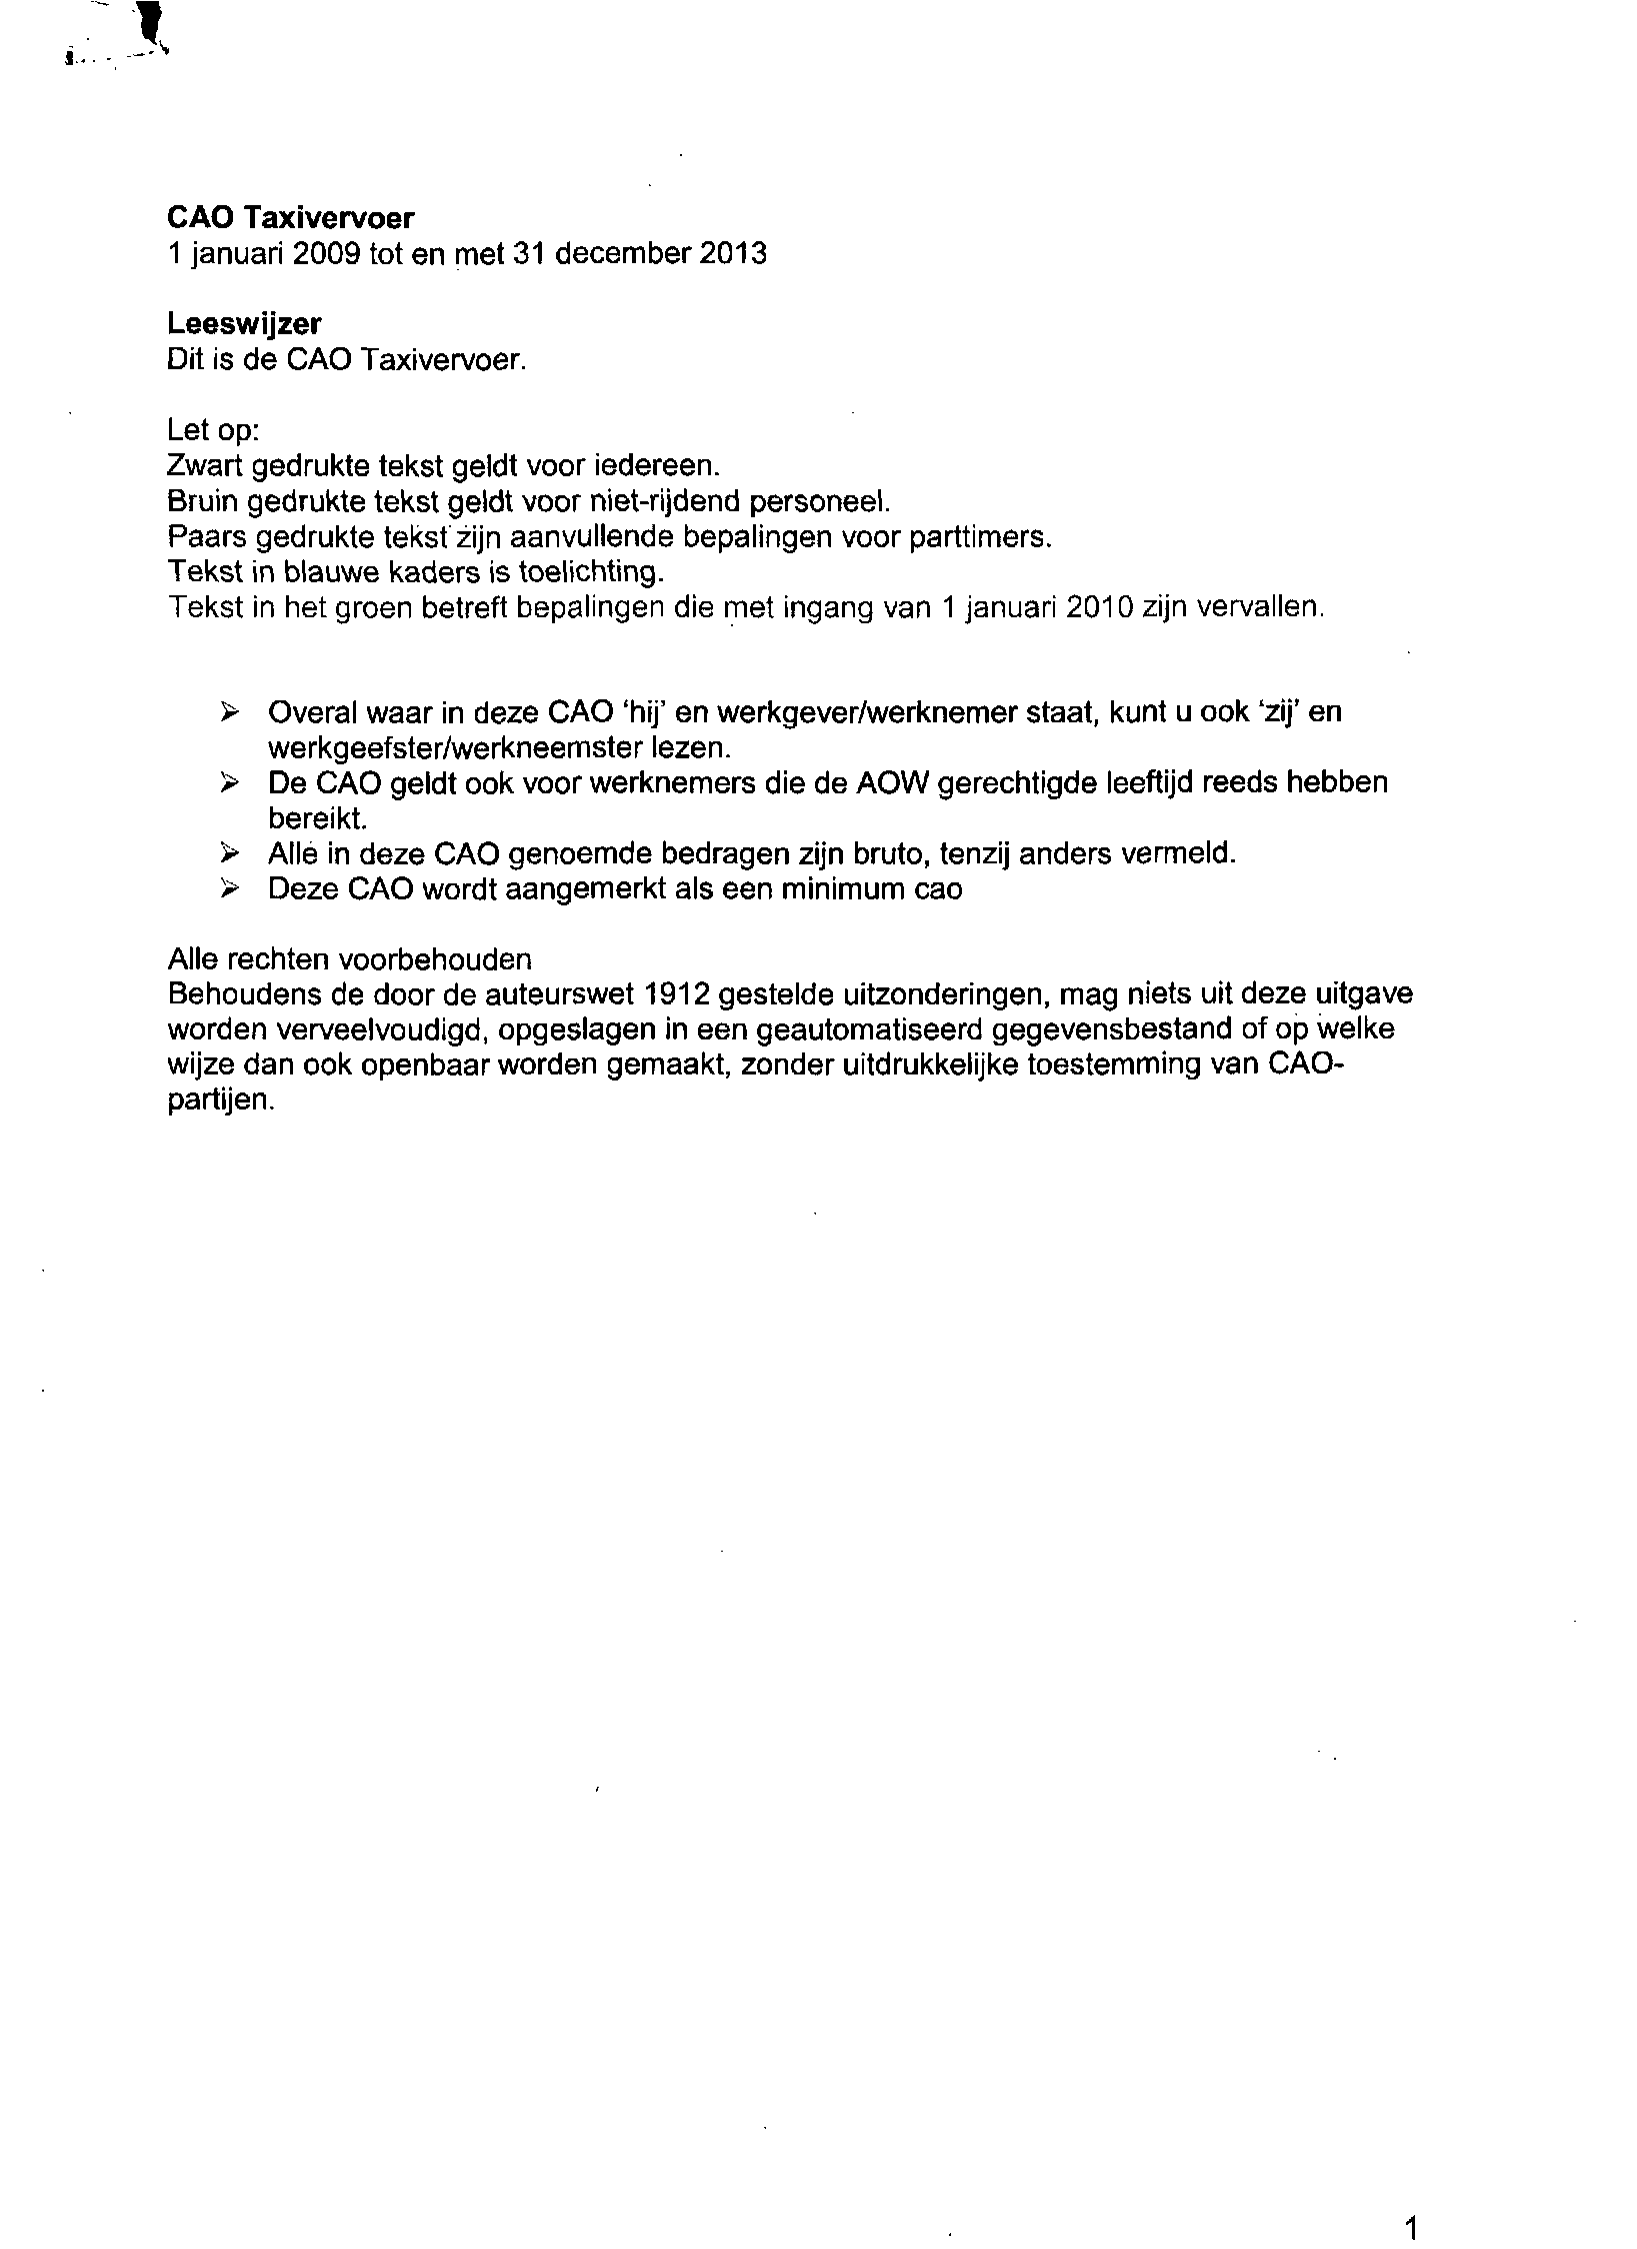 CAO Taxivervoer
1 januari 2009 tot en met 31 december 2013
Leeswijzer
Dit is de CAO Taxivervoer.
Let op:
Zwart gedrukte tekst geldt voor iedereen.
Bruin gedrukte tekst geldt voor niet-rijdend personeel.
Paars gedrukte tekst zijn aanvullende bepalingen voor parttimers.
Tekst in blauwe kaders is toelichting.
Tekst in het groen betreft bepalingen die met ingang van 1 januari 2010 zijn vervallen.
➢ Overal waar in deze CAO ‘hij’ en werkgever/werknemer staat, kunt u ook ‘zij’ en
werkgeefster/werkneemster lezen.
➢ De CAO geldt ook voor werknemers die de AOW gerechtigde leeftijd reeds hebben
bereikt.
➢ Alle in deze CAO genoemde bedragen zijn bruto, tenzij anders vermeld.
➢ Deze CAO wordt aangemerkt als een minimum cao
Alle rechten voorbehouden
Behoudens de door de auteurswet 1912 gestelde uitzonderingen, mag niets uit deze uitgave
worden verveelvoudigd, opgeslagen in een geautomatiseerd gegevensbestand of op welke
wijze dan ook openbaar worden gemaakt, zonder uitdrukkelijke toestemming van CAO-
partijen.
1